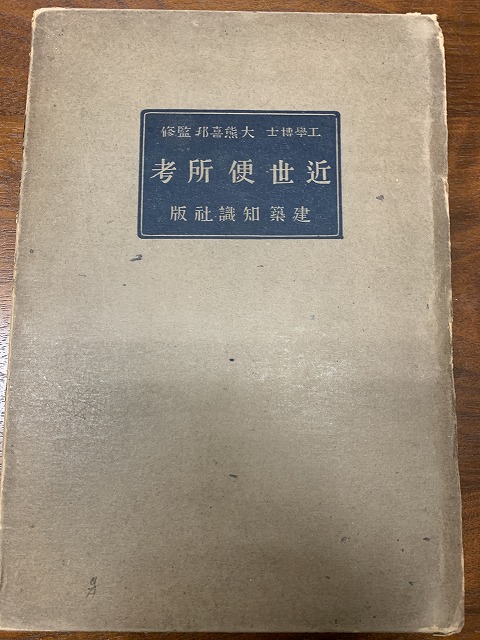 工學博士 大熊喜邦 監修
近世便所考
建築知識社版